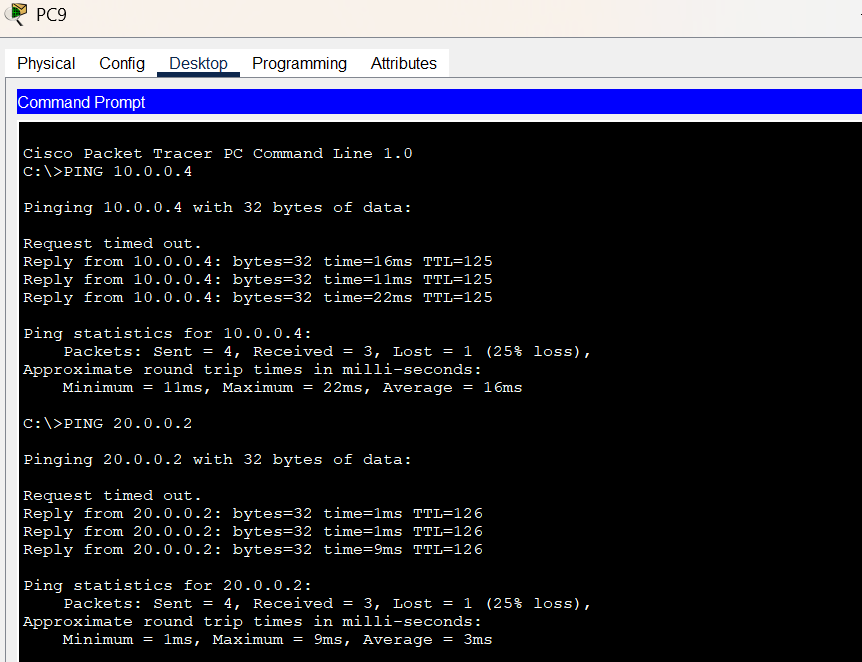 PC9
Physical Config Desktop Programming Attributes
Command Prompt
Cisco Packet Tracer PC Command Line 1.0
C:\>PING 10.0.0.4
Pinging 10.0.0.4 with 32 bytes of data:
Request timed out.
Reply from 10.0.0.4: bytes=32 time=16ms TTL=125
Reply from 10.0.0.4: bytes=32 time=11ms TTL=125
Reply from 10.0.0.4: bytes=32 time=22ms TTL=125
Ping statistics for 10.0.0.4:
Packets: Sent = 4, Received = 3, Lost = 1 (25% loss),
Approximate round trip times in milli-seconds:
Minimum = 11ms, Maximum = 22ms, Average = 16ms
C:\>PING 20.0.0.2
Pinging 20.0.0.2 with 32 bytes of data:
Request timed out.
Reply from 20.0.0.2: bytes=32 time=1ms TTL=126
Reply from 20.0.0.2: bytes=32 time=1ms TTL=126
Reply from 20.0.0.2: bytes=32 time=9ms TTL=126
Ping statistics for 20.0.0.2:
Packets: Sent = 4, Received = 3, Lost = 1 (25% loss),
Approximate round trip times in milli-seconds:
Minimum = 1ms, Maximum = 9ms, Average = 3ms